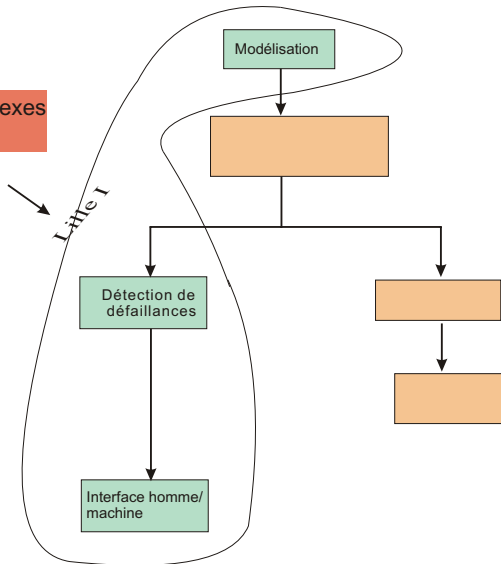 Modélisation
exes
Lille I
Détection de
défaillances
Interface homme/
machine